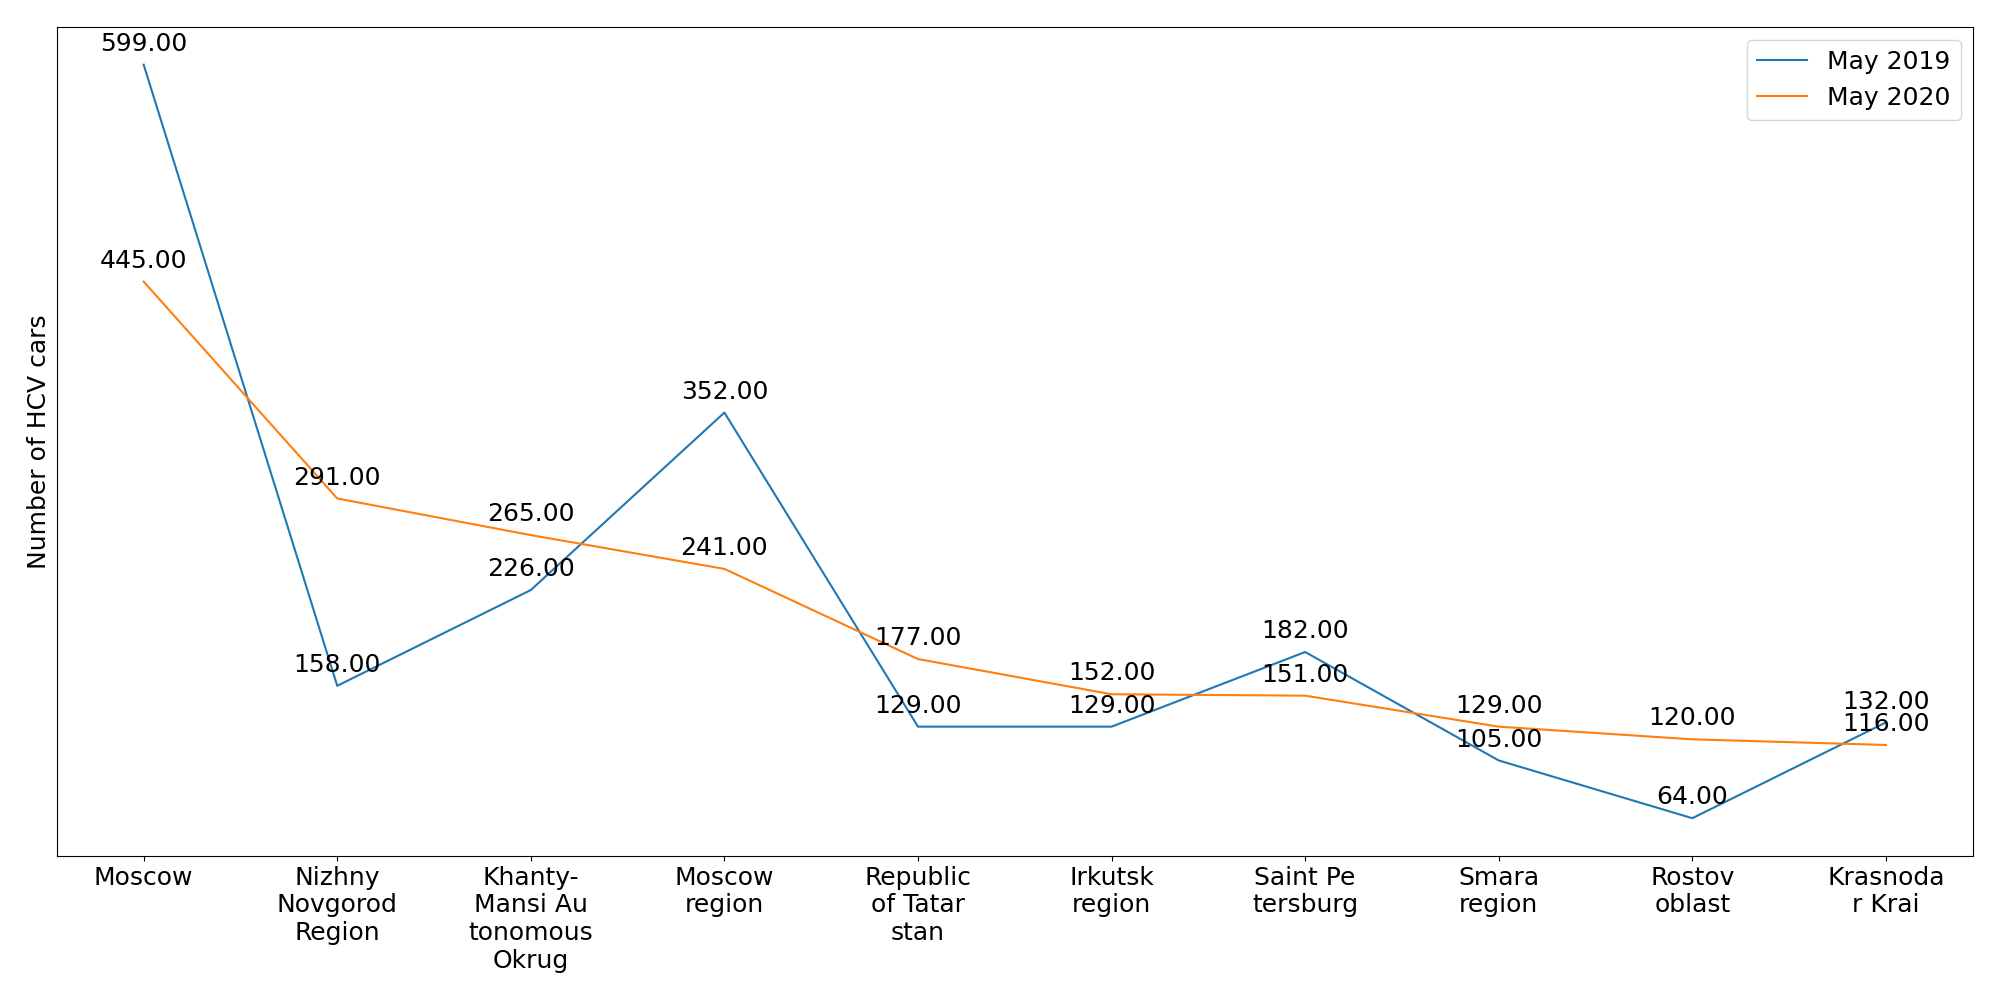 599.00
May 2019
May 2020
445.00
Number of HCV cars
352.00
291.00
265.00
241.00
226.00
182.00
177.00
158.00
152.00
151.00
129.00
129.00
129.00
132.00
120.00
116.00
105.00
64.00
Moscow
Nizhny
Novgorod
Region
Khanty-
Mansi Au
tonomous
Okrug
Moscow
region
Republic
of Tatar
stan
Irkutsk
region
Saint Pe
tersburg
Smara
region
Rostov
oblast
Krasnoda
r Krai